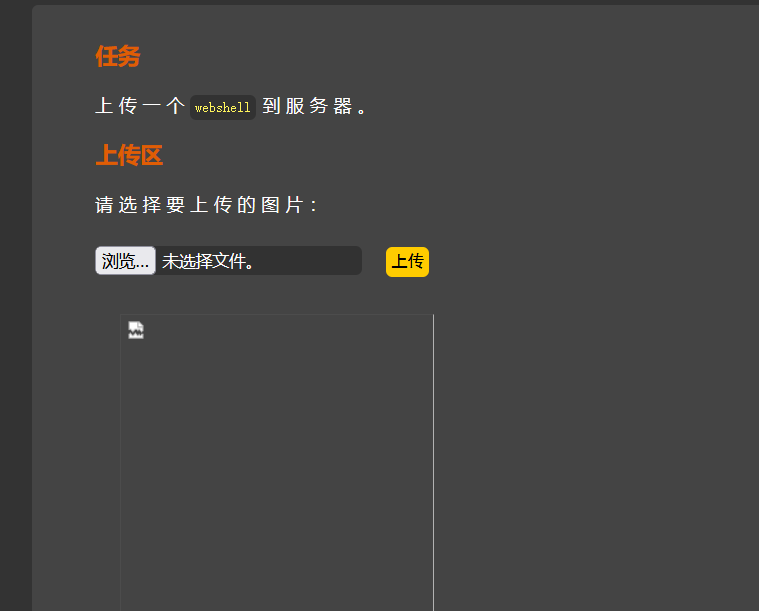 任务
上传一个 webshell 到服务器。
上传区
请选择要上传的图片：
浏览... 未选择文件。 上传